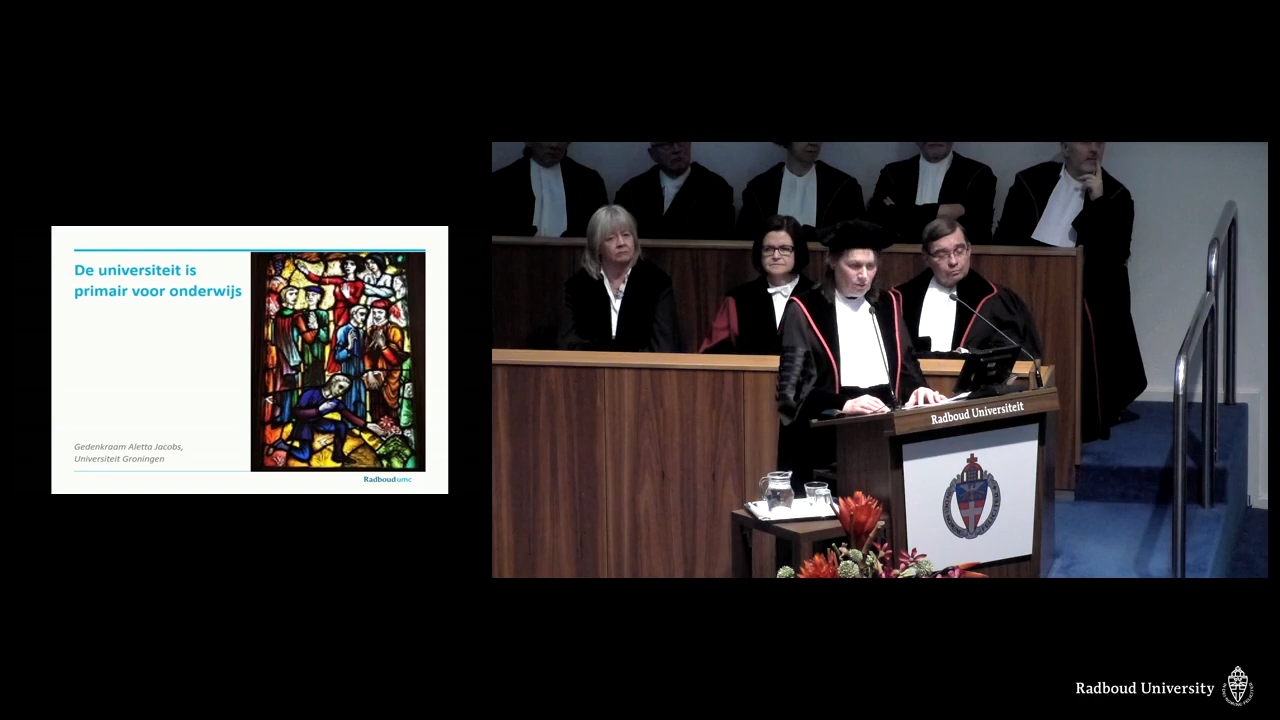 De universiteit is
primair voor onderwijs
Gedenkraam Aletta Jacobs,
Universiteit Groningen
Radboudumc
Radboud Universiteit
Radboud University